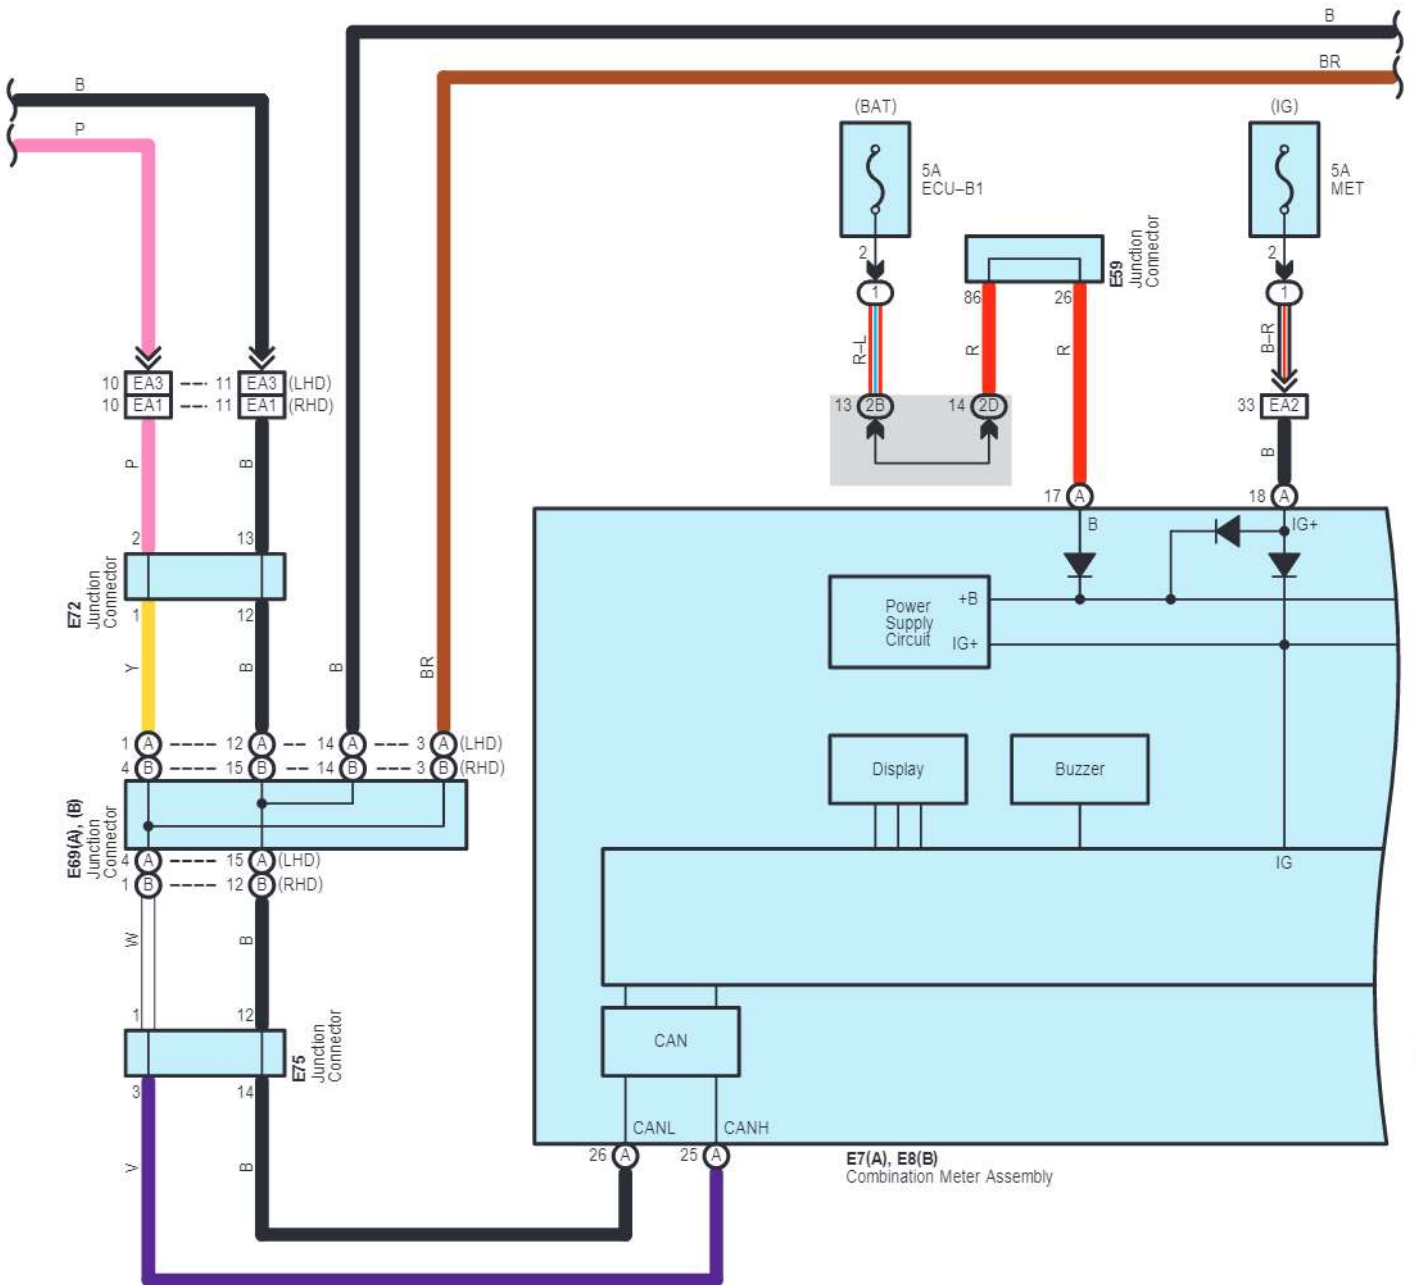 B
BR
B
P
(BAT)
5A
ECU–B1
2
1
R–L
13 2B
E59
Junction
Connector
86 26
R R
14 2D
(IG)
5A
MET
2
1
B–R
33 EA2
B
10 EA3 11 EA3 (LHD)
10 EA1 11 EA1 (RHD)
P B
2 13
E72
Junction
Connector
1 12
Y B B BR
1 A 12 A 14 A 3 A (LHD)
4 B 15 B 14 B 3 B (RHD)
E69(A), (B)
Junction
Connector
4 A 15 A (LHD)
1 B 12 B (RHD)
W B
1 12
E75
Junction
Connector
3 14
V B
17 A 18 A
B IG+
Power
Supply
Circuit
+B
IG+
Display
Buzzer
IG
CAN
CANL CANH
26 A 25 A
E7(A), E8(B)
Combination Meter Assembly